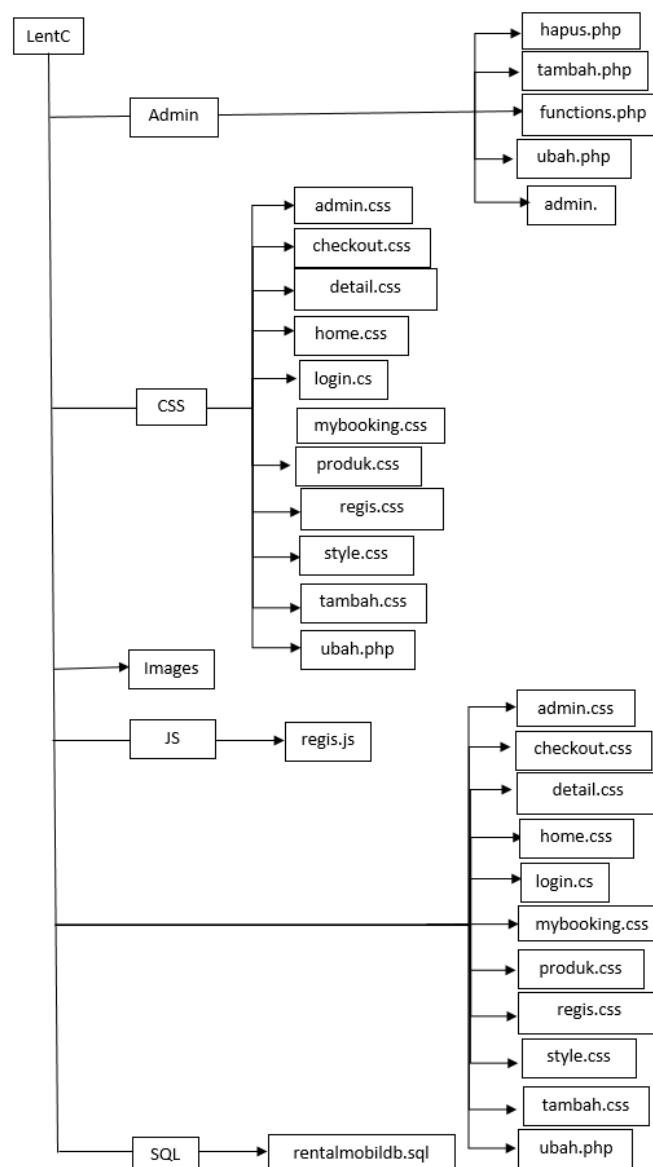 LentC
Admin
hapus.php
tambah.php
functions.php
ubah.php
admin.
CSS
admin.css
checkout.css
detail.css
home.css
login.cs
mybooking.css
produk.css
regis.css
style.css
tambah.css
ubah.php
Images
JS
regis.js
admin.css
checkout.css
detail.css
home.css
login.cs
mybooking.css
produk.css
regis.css
style.css
tambah.css
ubah.php
SQL
rentalmobildb.sql